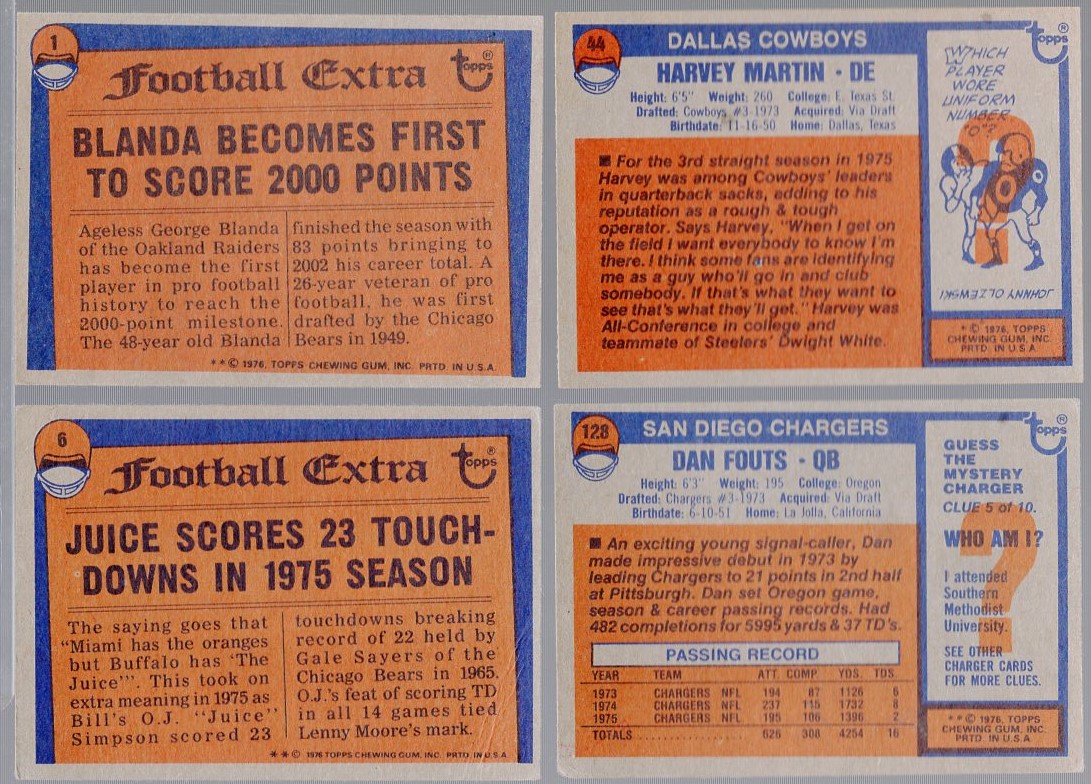 1
Football Extra
topps®
BLANDA BECOMES FIRST
TO SCORE 2000 POINTS
Ageless George Blanda
of the Oakland Raiders
has become the first
player in pro football
history to reach the
2000-point milestone.
The 48-year old Blanda
finished the season with
83 points bringing to
2002 his career total. A
26-year veteran of pro
football, he was first
drafted by the Chicago
Bears in 1949.
**© 1976, TOPPS CHEWING GUM, INC. PRTD. IN U.S.A.
44
DALLAS COWBOYS
topps®
HARVEY MARTIN · DE
Height: 6'5" Weight: 260 College: E. Texas St.
Drafted: Cowboys #3-1973 Acquired: Via Draft
Birthdate: 11-16-50 Home: Dallas, Texas
■ For the 3rd straight season in 1975
Harvey was among Cowboys' leaders
in quarterback sacks, adding to his
reputation as a rough & tough
operator. Says Harvey, "When I get on
the field I want everybody to know I'm
there. I think some fans are identifying
me as a guy who'll go in and club
somebody. If that's what they want to
see that's what they'll get." Harvey was
All-Conference in college and
teammate of Steelers' Dwight White.
WHICH
PLAYER
WORE
UNIFORM
NUMBER
"0"?
0
0
JOHNNY OLZEWSKI
*© 1976, TOPPS
CHEWING GUM, INC.
PRTD. IN U.S.A.
6
Football Extra
topps®
JUICE SCORES 23 TOUCH-
DOWNS IN 1975 SEASON
The saying goes that
"Miami has the oranges
but Buffalo has 'The
Juice'". This took on
extra meaning in 1975 as
Bill's O.J. "Juice"
Simpson scored 23
touchdowns breaking
record of 22 held by
Gale Sayers of the
Chicago Bears in 1965.
O.J.'s feat of scoring TD
in all 14 games tied
Lenny Moore's mark.
**© 1976 TOPPS CHEWING GUM, INC. PRTD. IN U.S.A.
128
SAN DIEGO CHARGERS
topps®
DAN FOUTS · QB
Height: 6'3" Weight: 195 College: Oregon
Drafted: Chargers #3-1973 Acquired: Via Draft
Birthdate: 6-10-51 Home: La Jolla, California
■ An exciting young signal-caller, Dan
made impressive debut in 1973 by
leading Chargers to 21 points in 2nd half
at Pittsburgh. Dan set Oregon game,
season & career passing records. Had
482 completions for 5995 yards & 37 TD's.
PASSING RECORD
YEAR TEAM ATT. COMP. YDS. TDS.
1973 CHARGERS NFL 194 87 1126 6
1974 CHARGERS NFL 237 115 1732 8
1975 CHARGERS NFL 195 106 1396 2
TOTALS 626 308 4254 16
GUESS
THE
MYSTERY
CHARGER
CLUE 5 of 10.
WHO AM I?
I attended
Southern
Methodist
University.
SEE OTHER
CHARGER CARDS
FOR MORE CLUES.
**© 1976, TOPPS
CHEWING GUM, INC.
PRTD. IN U.S.A.